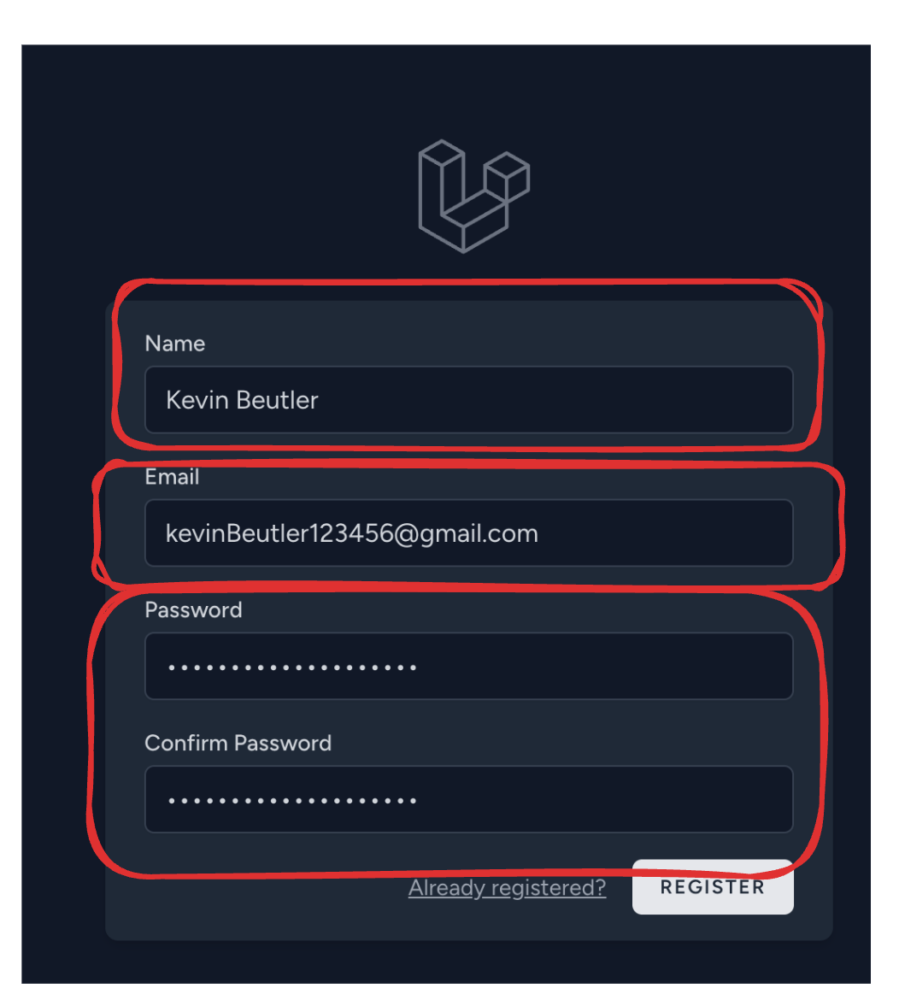 Name
Kevin Beutler
Email
kevinBeutler123456@gmail.com
Password
••••••••••••••••••••
Confirm Password
••••••••••••••••••••
Already registered? REGISTER